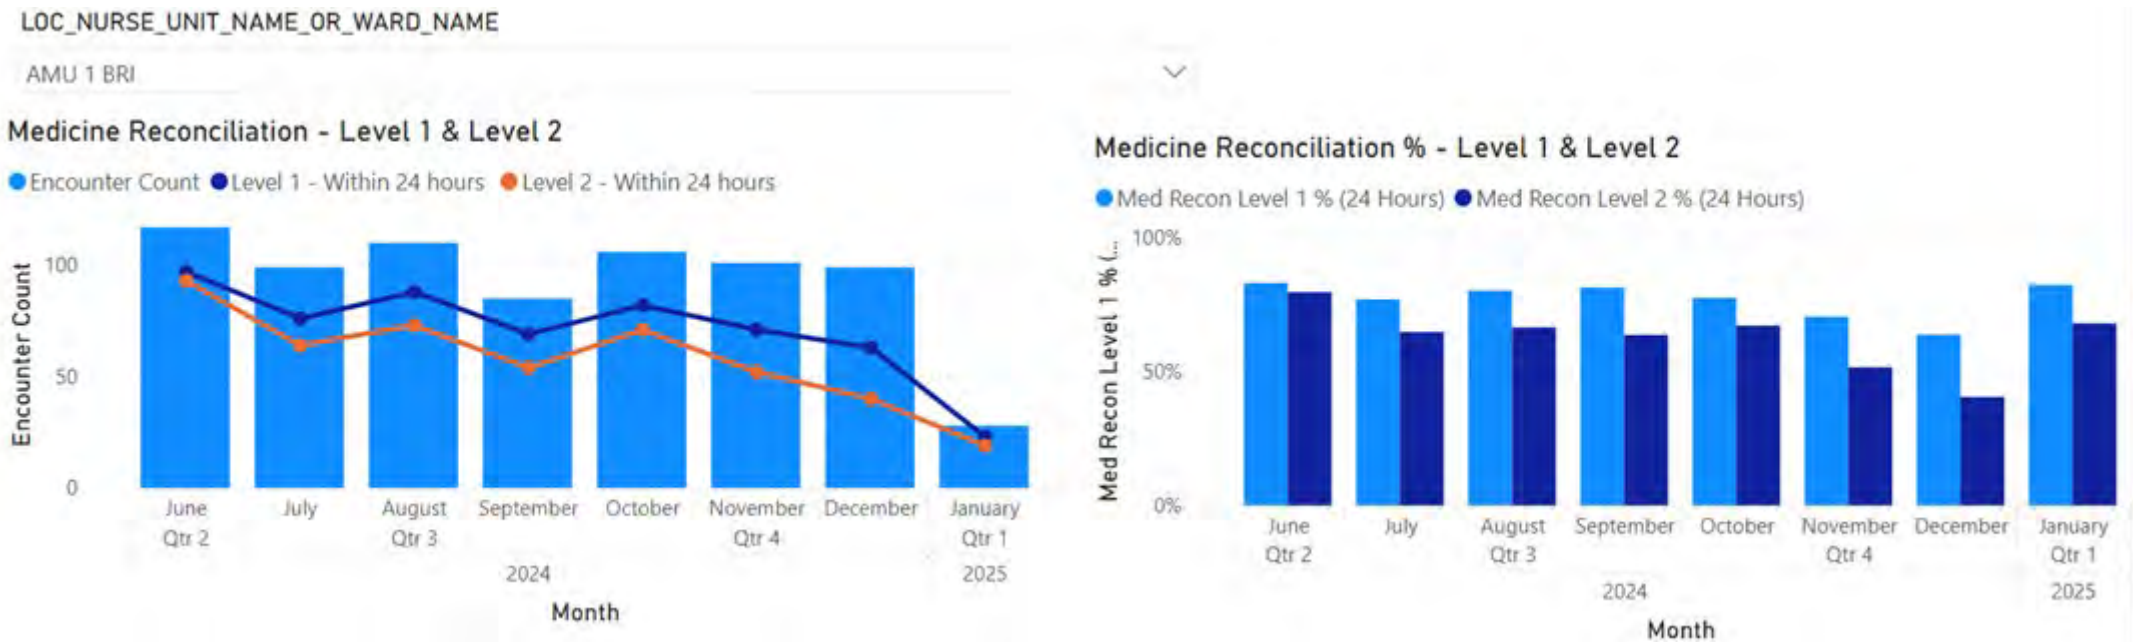 LOC_NURSE_UNIT_NAME_OR_WARD_NAME
AMU 1 BRI
Medicine Reconciliation - Level 1 & Level 2
Encounter Count Level 1 - Within 24 hours Level 2 - Within 24 hours
Encounter Count
100
50
0
June July August September October November December January
Qtr 2 Qtr 3 Qtr 4 Qtr 1
2024 2025
Month
Medicine Reconciliation % - Level 1 & Level 2
Med Recon Level 1 % (24 Hours) Med Recon Level 2 % (24 Hours)
Med Recon Level 1 % (...
100%
50%
0%
June July August September October November December January
Qtr 2 Qtr 3 Qtr 4 Qtr 1
2024 2025
Month